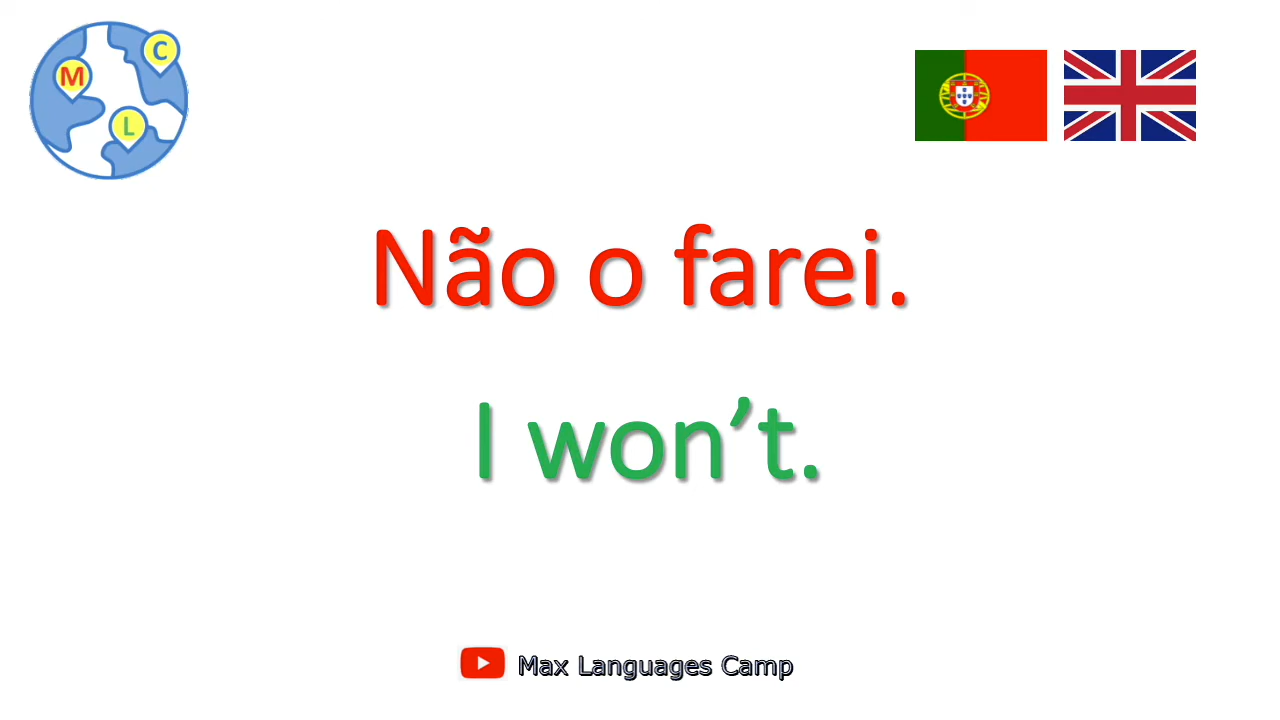 M
C
L
Não o farei.
I won’t.
Max Languages Camp